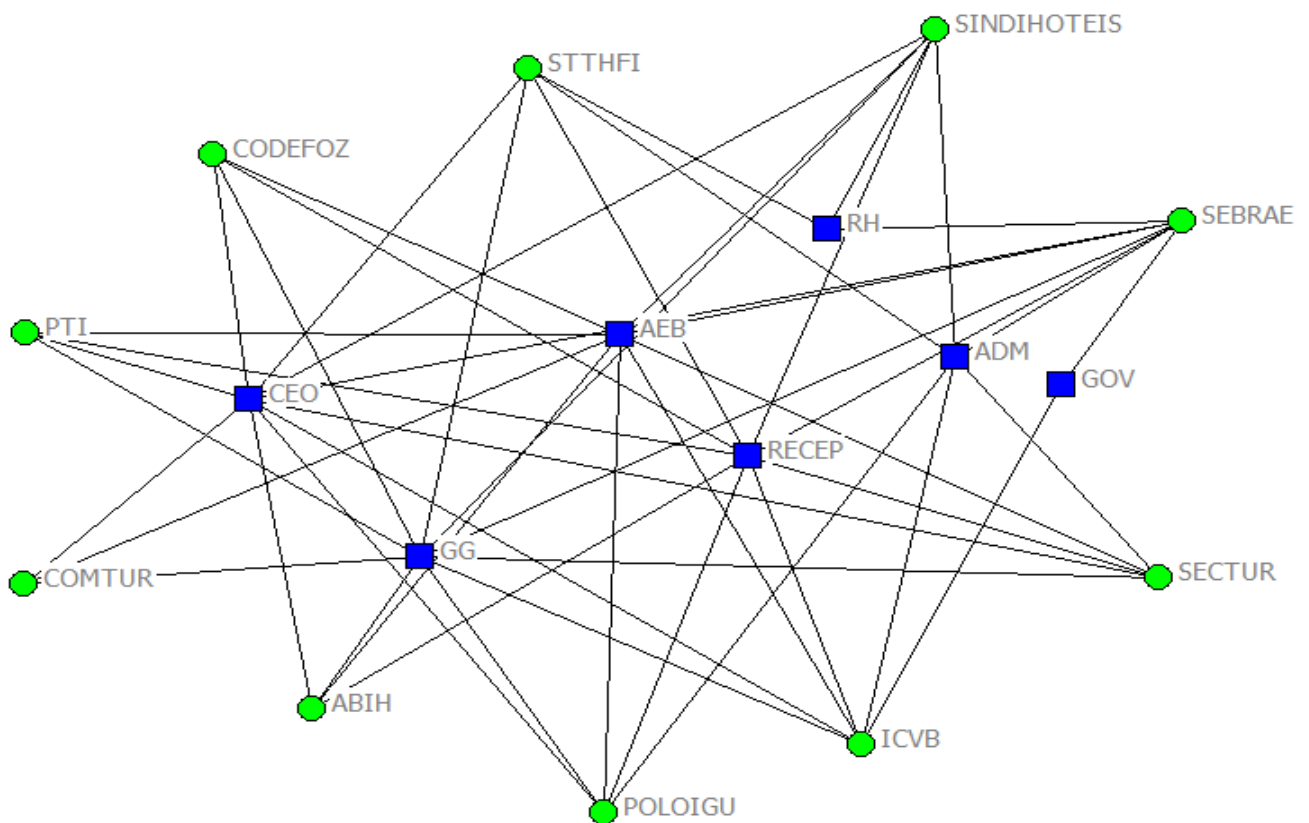 SINDIHOTEIS
STTHFI
CODEFOZ
SEBRAE
RH
PTI
AEB
ADM
GOV
CEO
RECEP
GG
COMTUR
SECTUR
ABIH
ICVB
POLOIGU